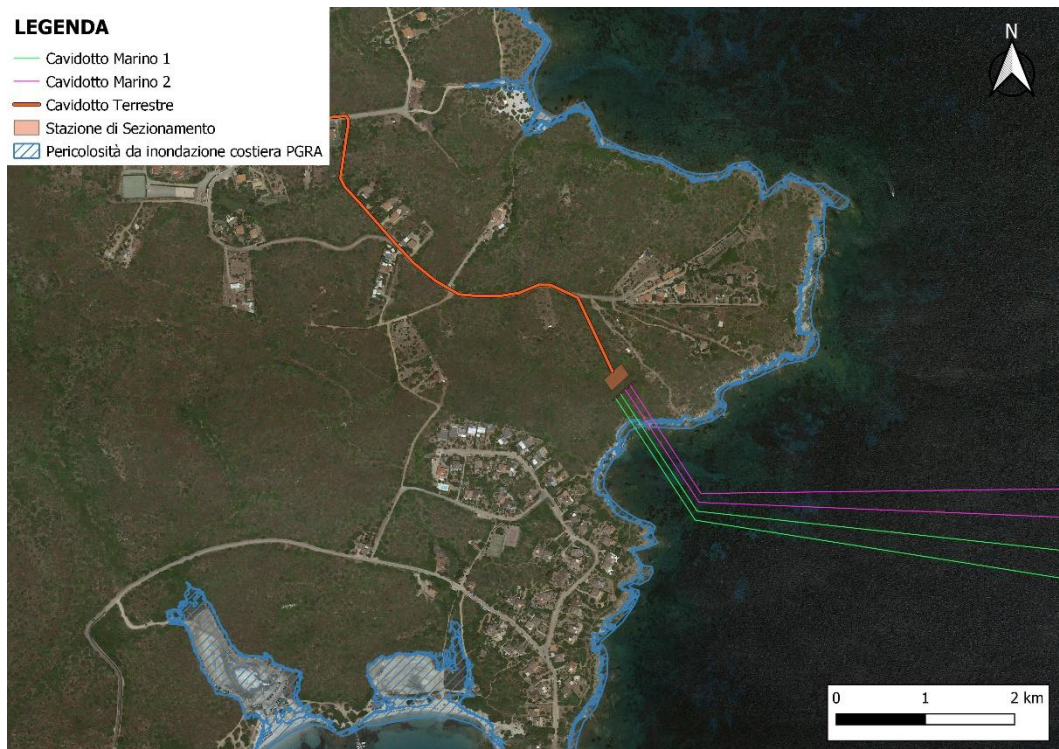 LEGENDA
Cavidotto Marino 1
Cavidotto Marino 2
Cavidotto Terrestre
Stazione di Sezionamento
Pericolosità da inondazione costiera PGRA
N
0 1 2 km